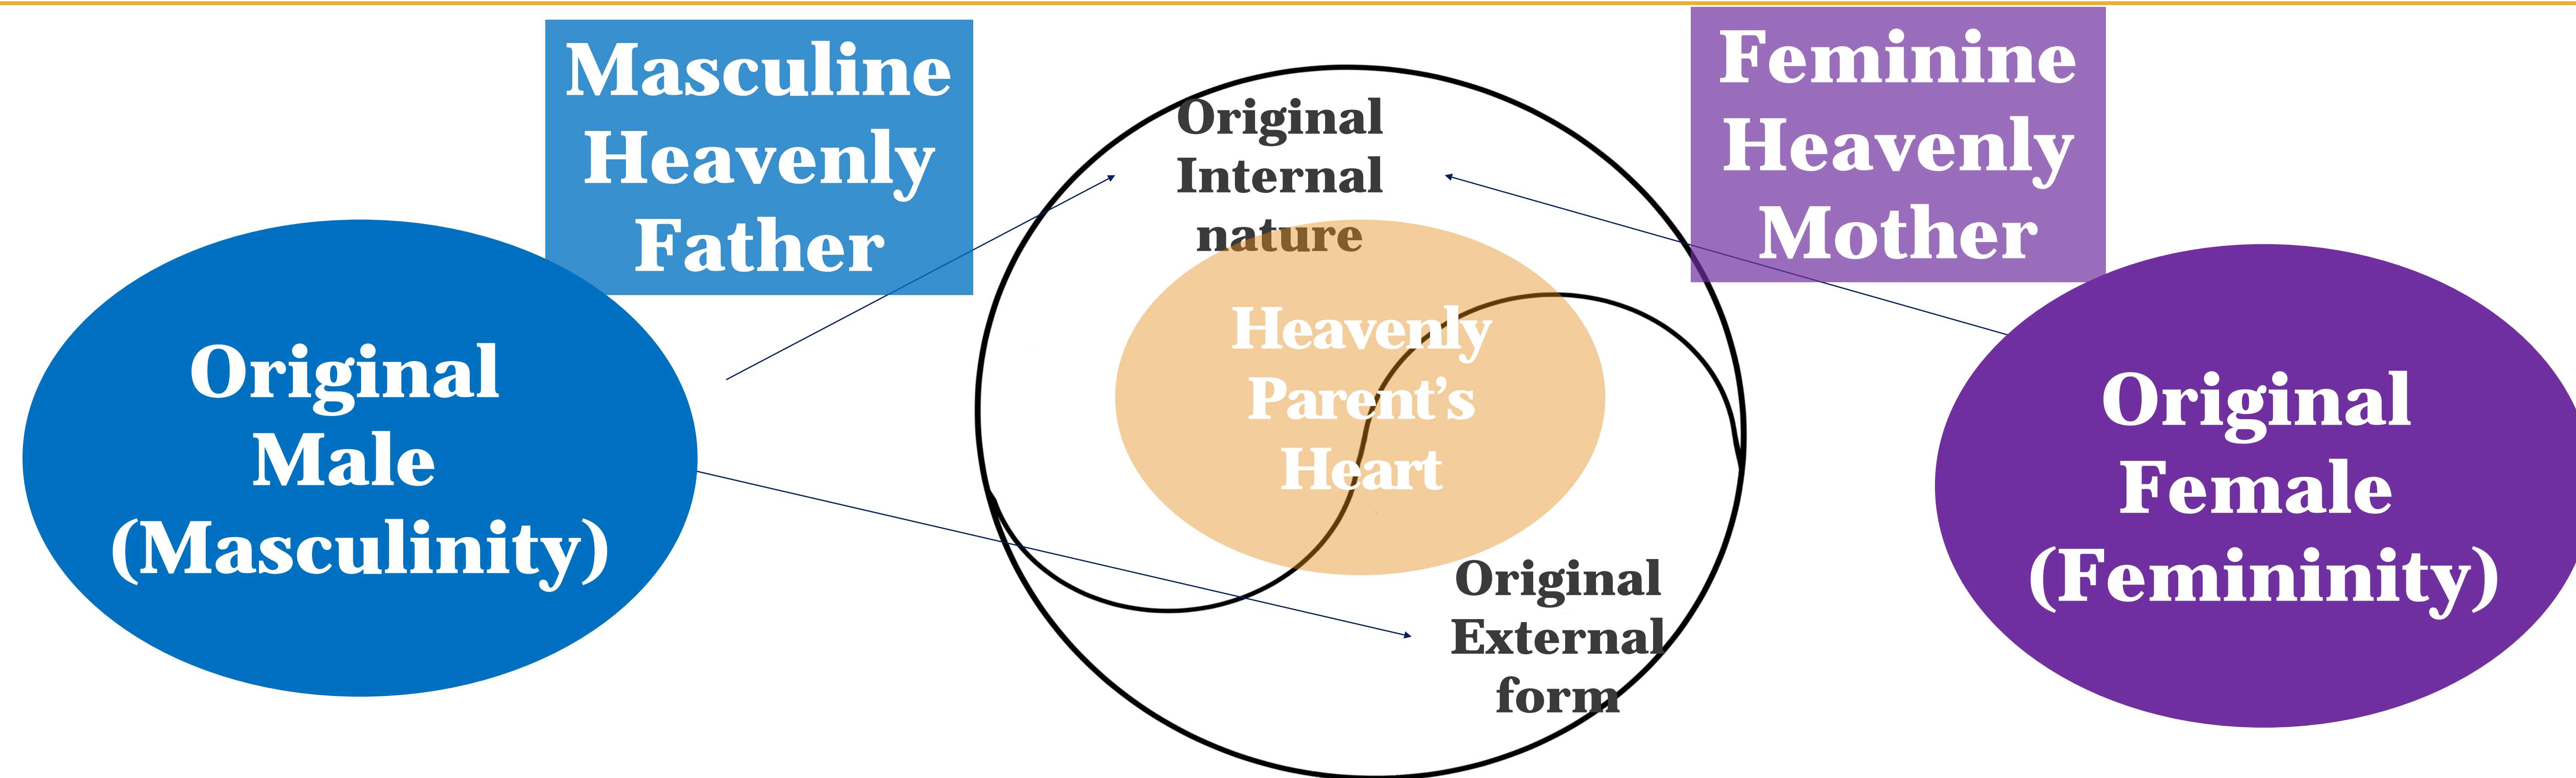 Masculine
Heavenly
Father
Feminine
Heavenly
Mother
Original
Internal
nature
Original
Male
(Masculinity)
Heavenly
Parent’s
Heart
Original
Female
(Femininity)
Original
External
form